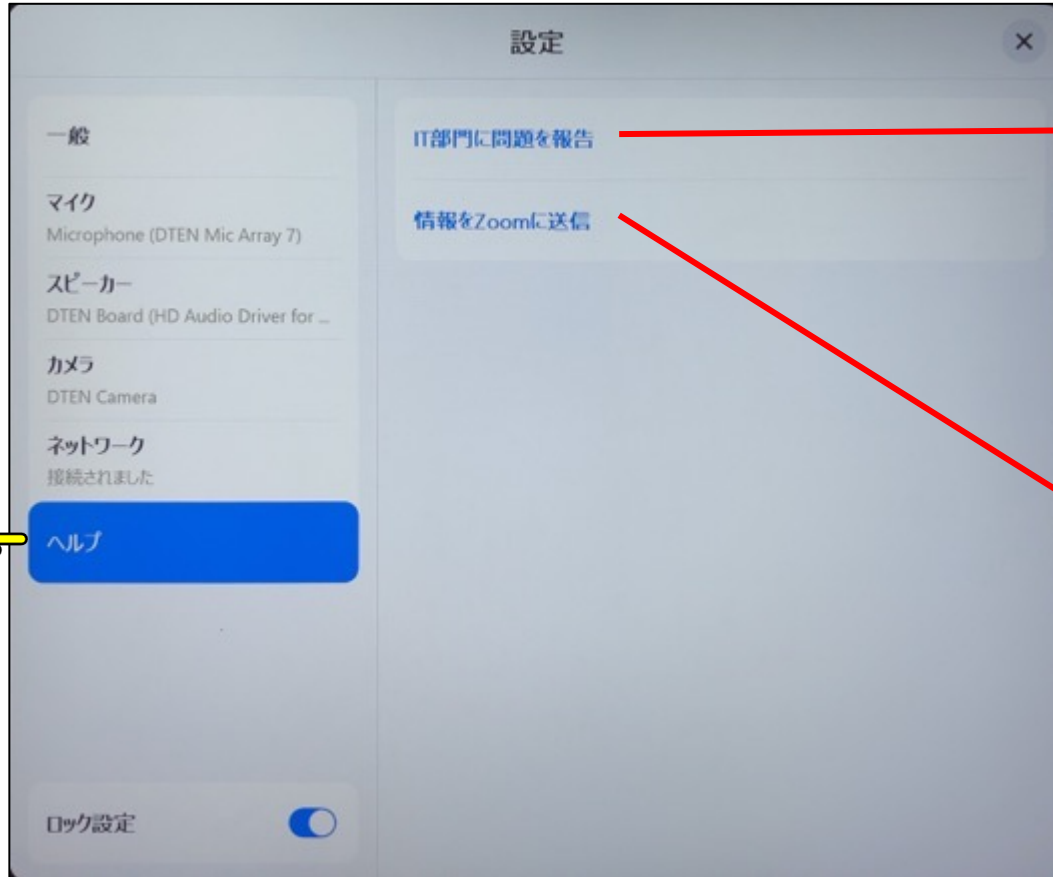 設定
一般
マイク
Microphone (DTEN Mic Array 7)
スピーカー
DTEN Board (HD Audio Driver for ...
カメラ
DTEN Camera
ネットワーク
接続されました
ヘルプ
ロック設定
IT部門に問題を報告
情報をZoomに送信